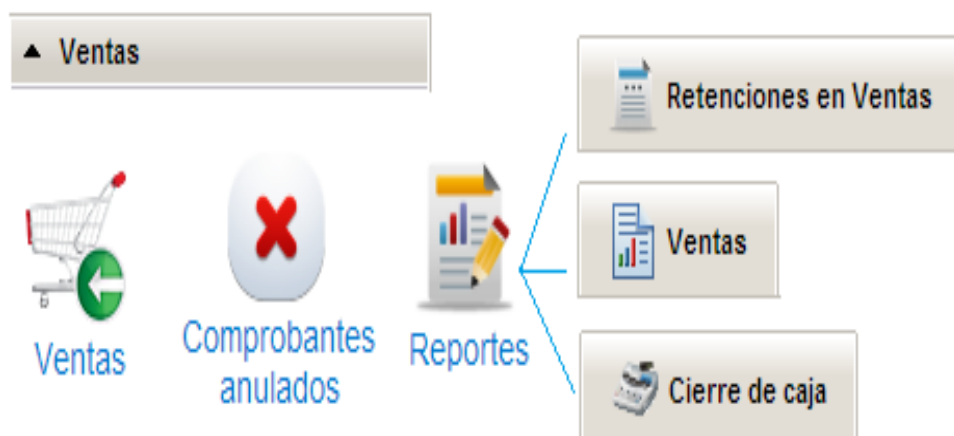 Ventas
Retenciones en Ventas
Ventas
Cierre de caja
Ventas
Comprobantes
anulados
Reportes